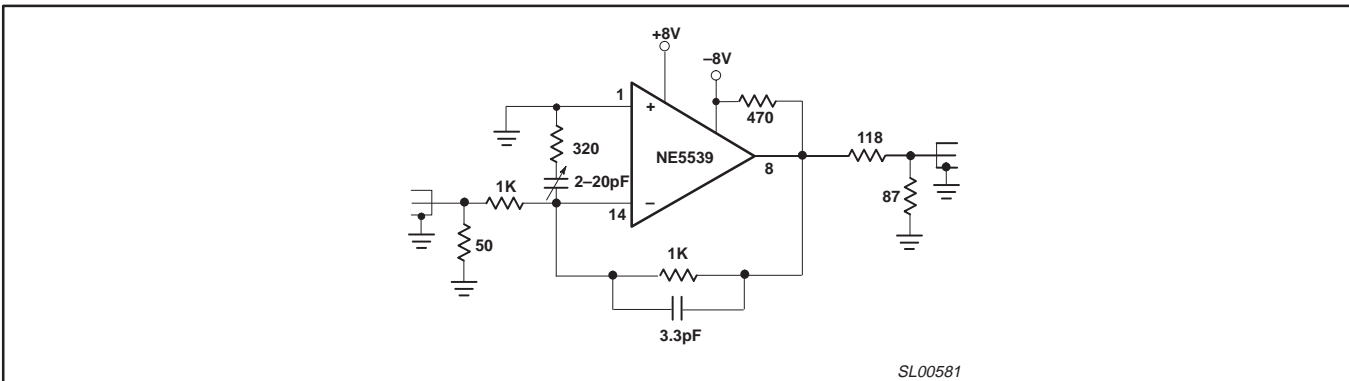 +8V
–8V
1
+
470
320
NE5539
118
8
2–20pF
1K
87
–
14
50
1K
3.3pF
SL00581